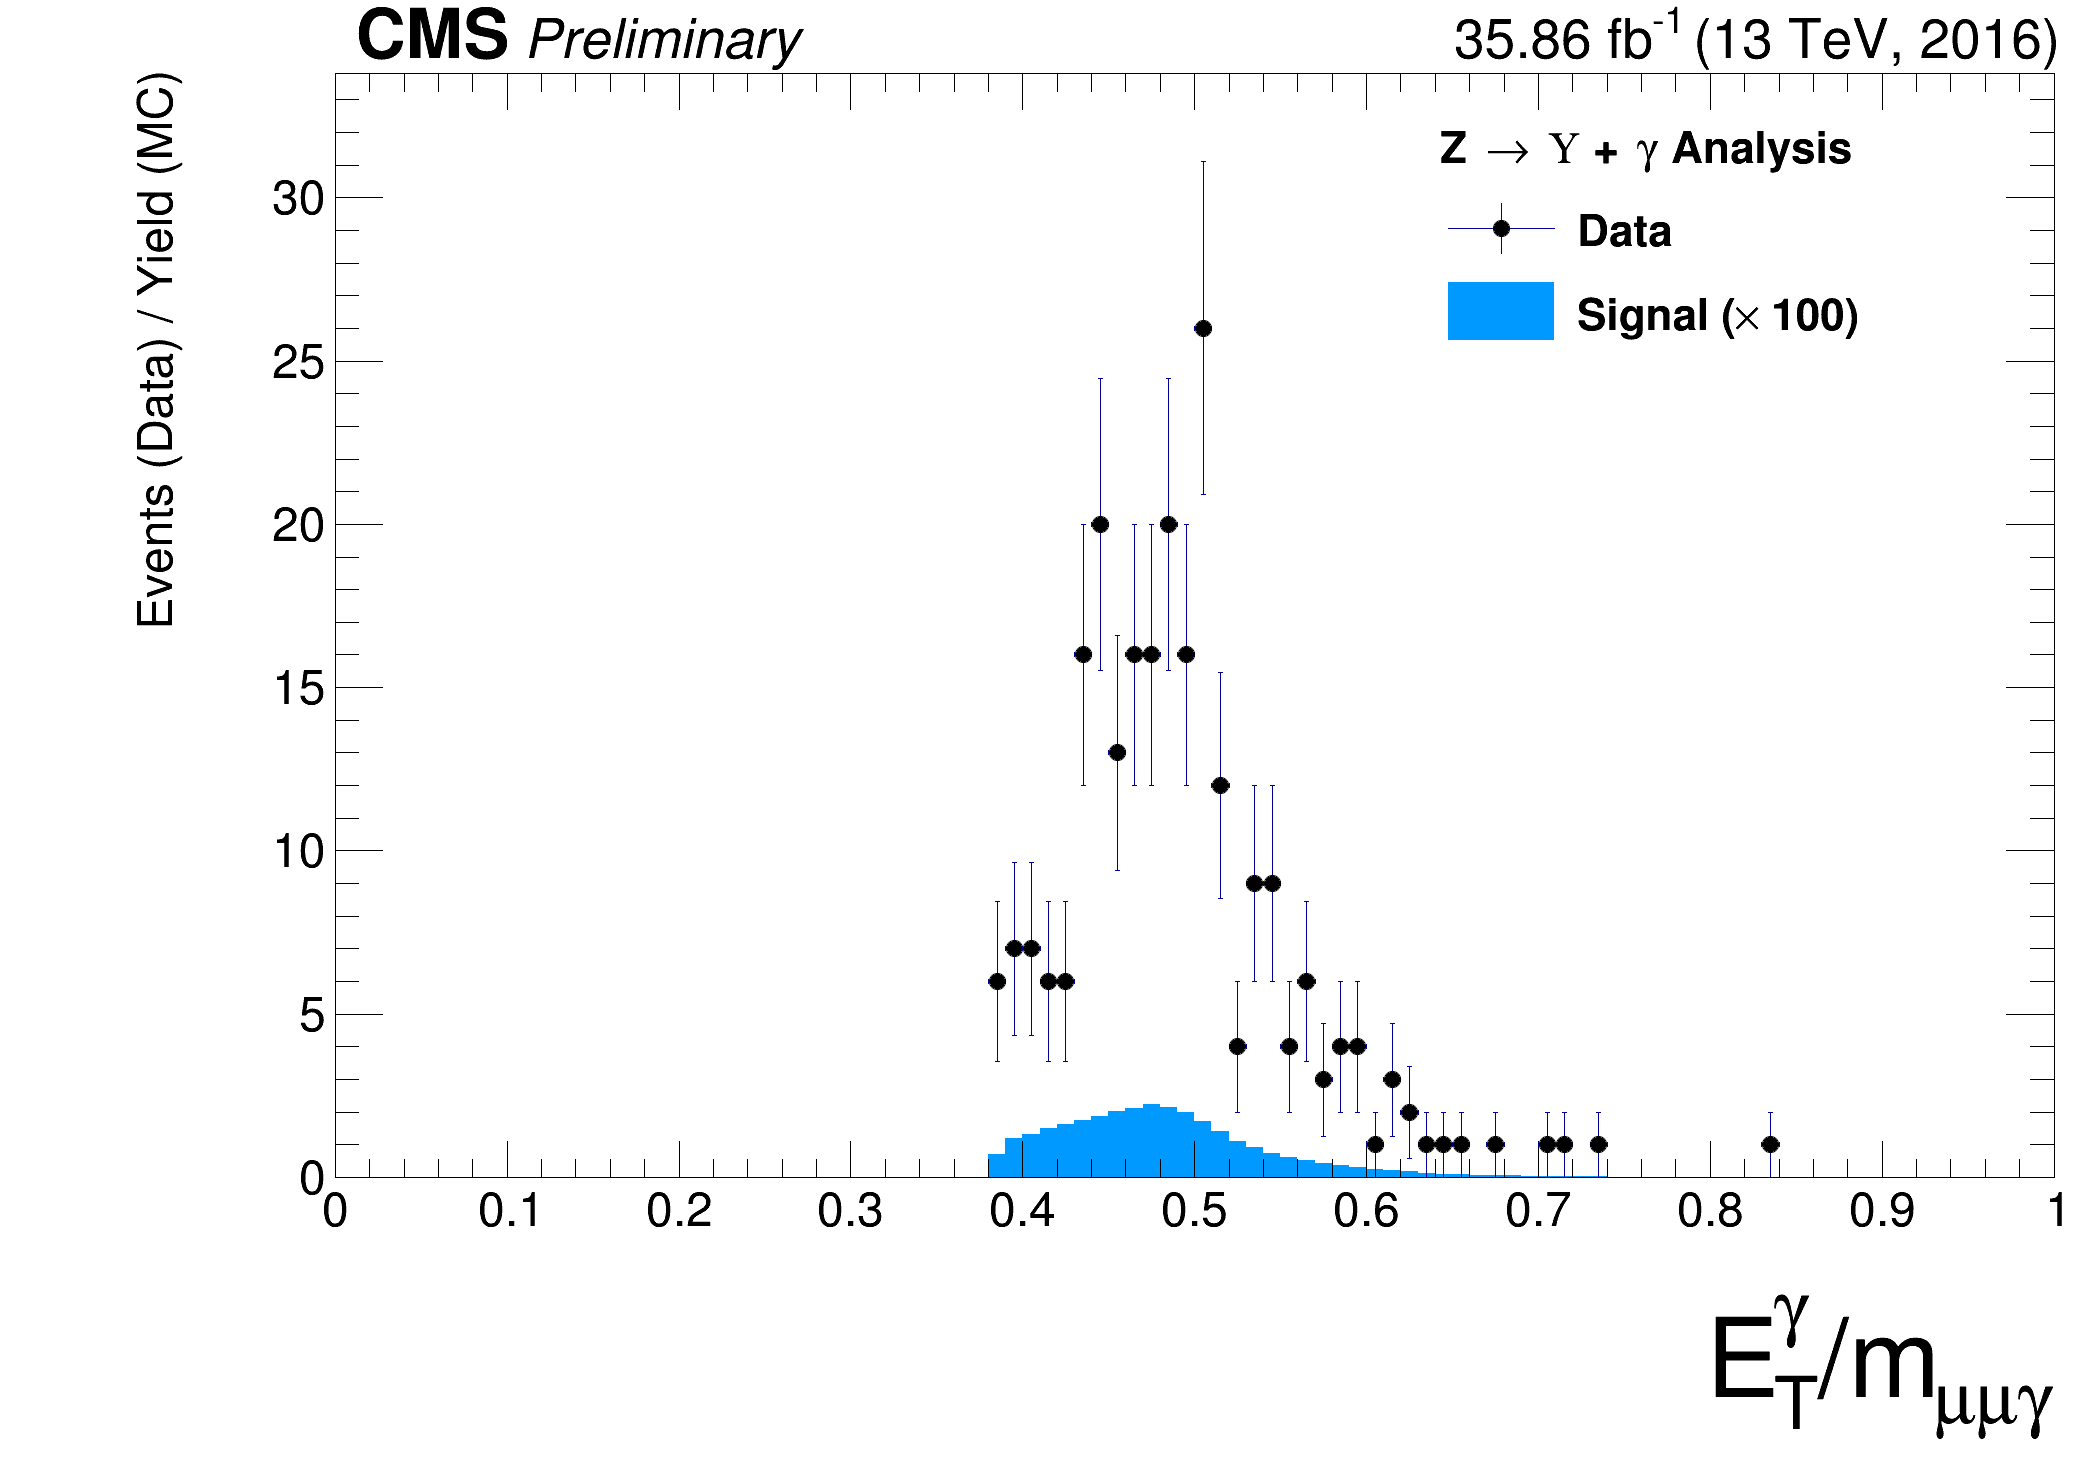 CMS Preliminary 35.86 fb⁻¹ (13 TeV, 2016)
Events (Data) / Yield (MC)
Z → Υ + γ Analysis
Data
Signal (× 100)
30
25
20
15
10
5
0
0 0.1 0.2 0.3 0.4 0.5 0.6 0.7 0.8 0.9 1
E_T^γ/m_μμγ